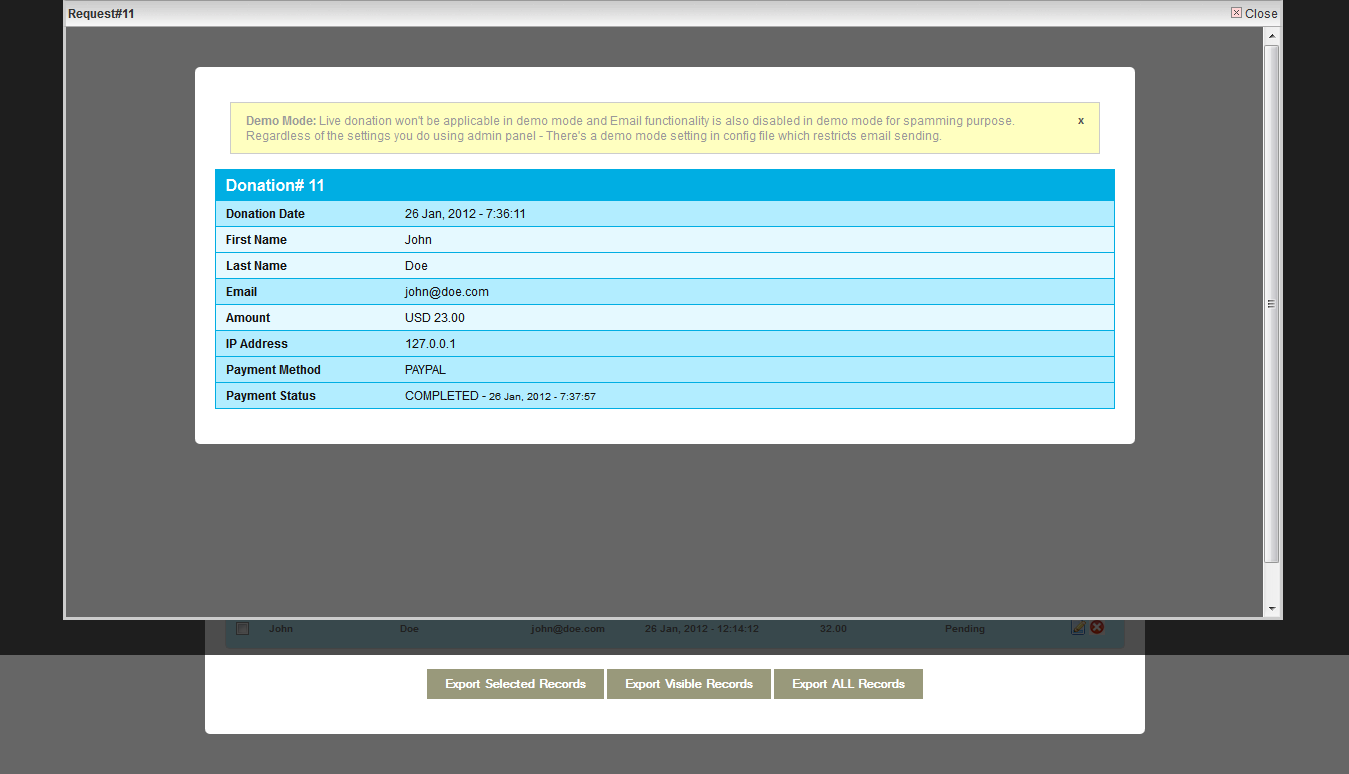 Request#11
Close
Demo Mode: Live donation won't be applicable in demo mode and Email functionality is also disabled in demo mode for spamming purpose.
x
Regardless of the settings you do using admin panel - There's a demo mode setting in config file which restricts email sending.
Donation# 11
Donation Date 26 Jan, 2012 - 7:36:11
First Name John
Last Name Doe
Email john@doe.com
Amount USD 23.00
IP Address 127.0.0.1
Payment Method PAYPAL
Payment Status COMPLETED - 26 Jan, 2012 - 7:37:57
John Doe john@doe.com 26 Jan, 2012 - 12:14:12 32.00 Pending
Export Selected Records Export Visible Records Export ALL Records